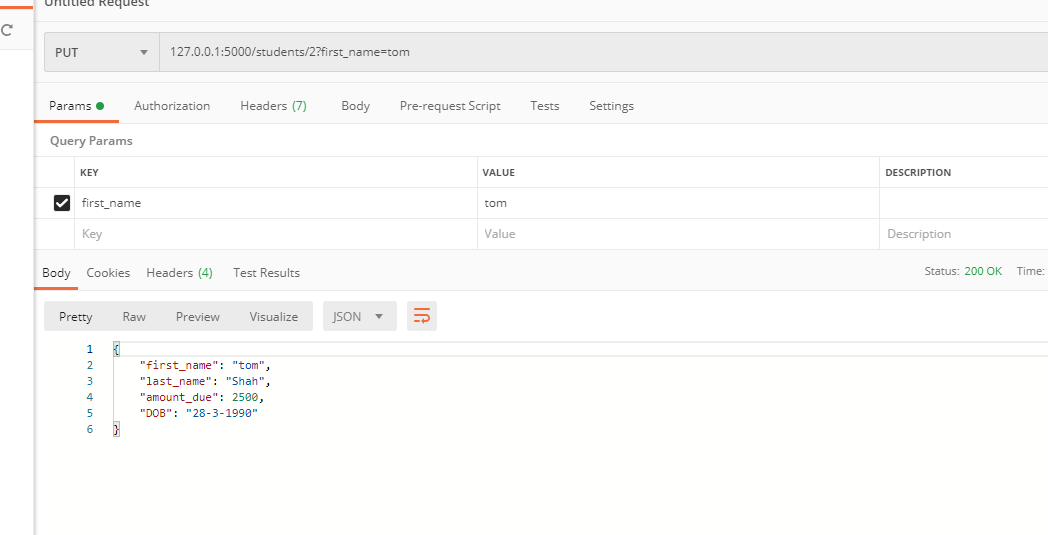 Untitled Request
PUT 127.0.0.1:5000/students/2?first_name=tom
Params Authorization Headers (7) Body Pre-request Script Tests Settings
Query Params
KEY VALUE DESCRIPTION
first_name tom
Key Value Description
Body Cookies Headers (4) Test Results Status: 200 OK Time:
Pretty Raw Preview Visualize JSON
1 {
2 "first_name": "tom",
3 "last_name": "Shah",
4 "amount_due": 2500,
5 "DOB": "28-3-1990"
6 }